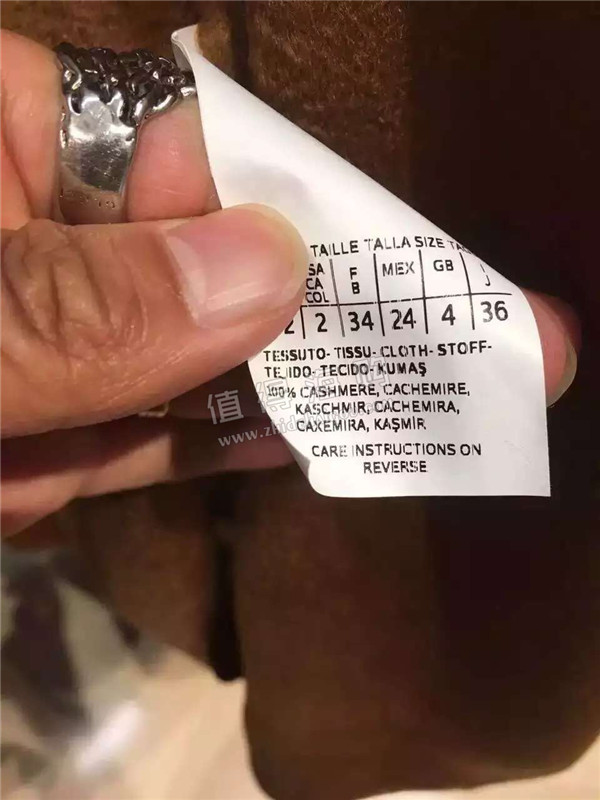 TAILLE TALLA SIZE
SA F MEX GB I
CA B J
COL
2 34 24 4 36
TESSUTO-TISSU-CLOTH-STOFF-
TEJIDO-TECIDO-KUMAŞ
100% CASHMERE, CACHEMIRE,
KASCHMIR, CACHEMIRA,
CAXEMIRA, KAŞMİR
CARE INSTRUCTIONS ON
REVERSE